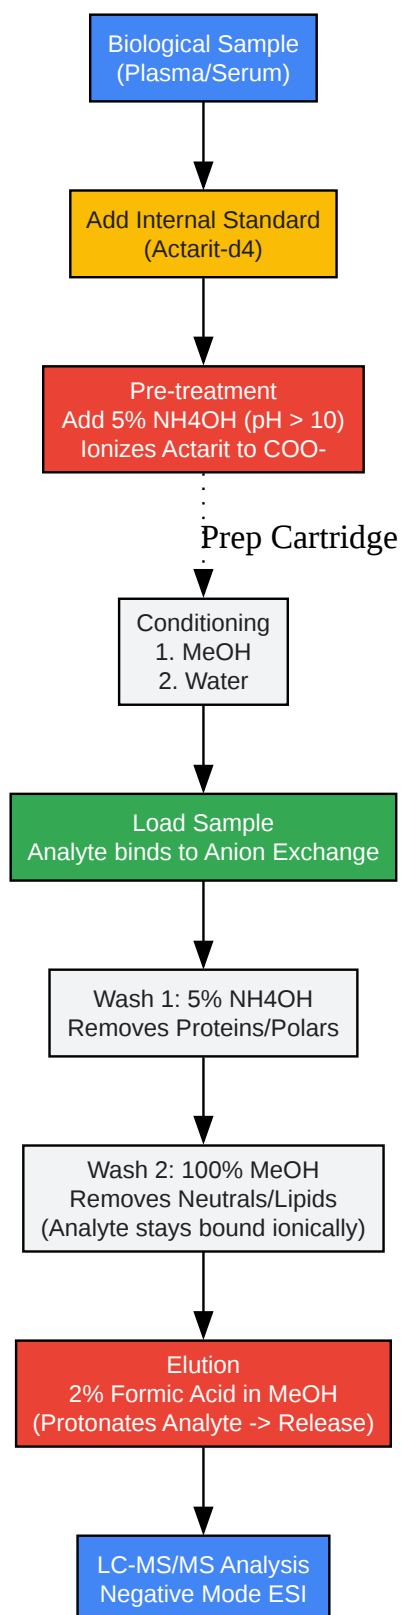 Biological Sample
(Plasma/Serum)
Add Internal Standard
(Actarit-d4)
Pre-treatment
Add 5% NH4OH (pH > 10)
Ionizes Actarit to COO-
Prep Cartridge
Conditioning
1. MeOH
2. Water
Load Sample
Analyte binds to Anion Exchange
Wash 1: 5% NH4OH
Removes Proteins/Polars
Wash 2: 100% MeOH
Removes Neutrals/Lipids
(Analyte stays bound ionically)
Elution
2% Formic Acid in MeOH
(Protonates Analyte -> Release)
LC-MS/MS Analysis
Negative Mode ESI